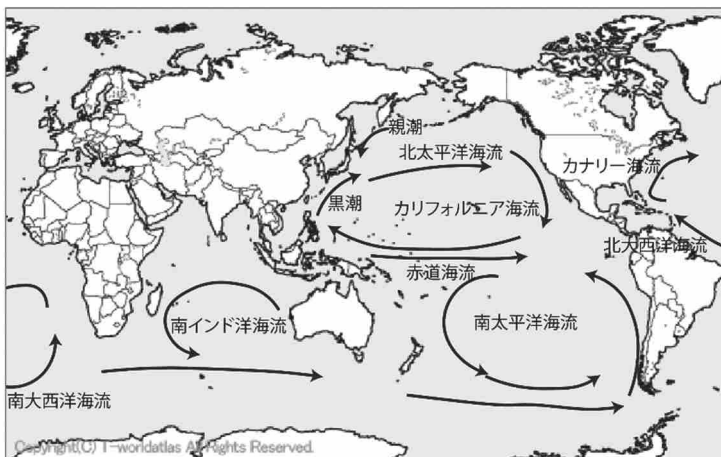 親潮
北太平洋海流
カナリー海流
黒潮
カリフォルニア海流
北大西洋海流
赤道海流
南インド洋海流
南太平洋海流
南大西洋海流
Copyright(C) T-worldatlas All Rights Reserved.